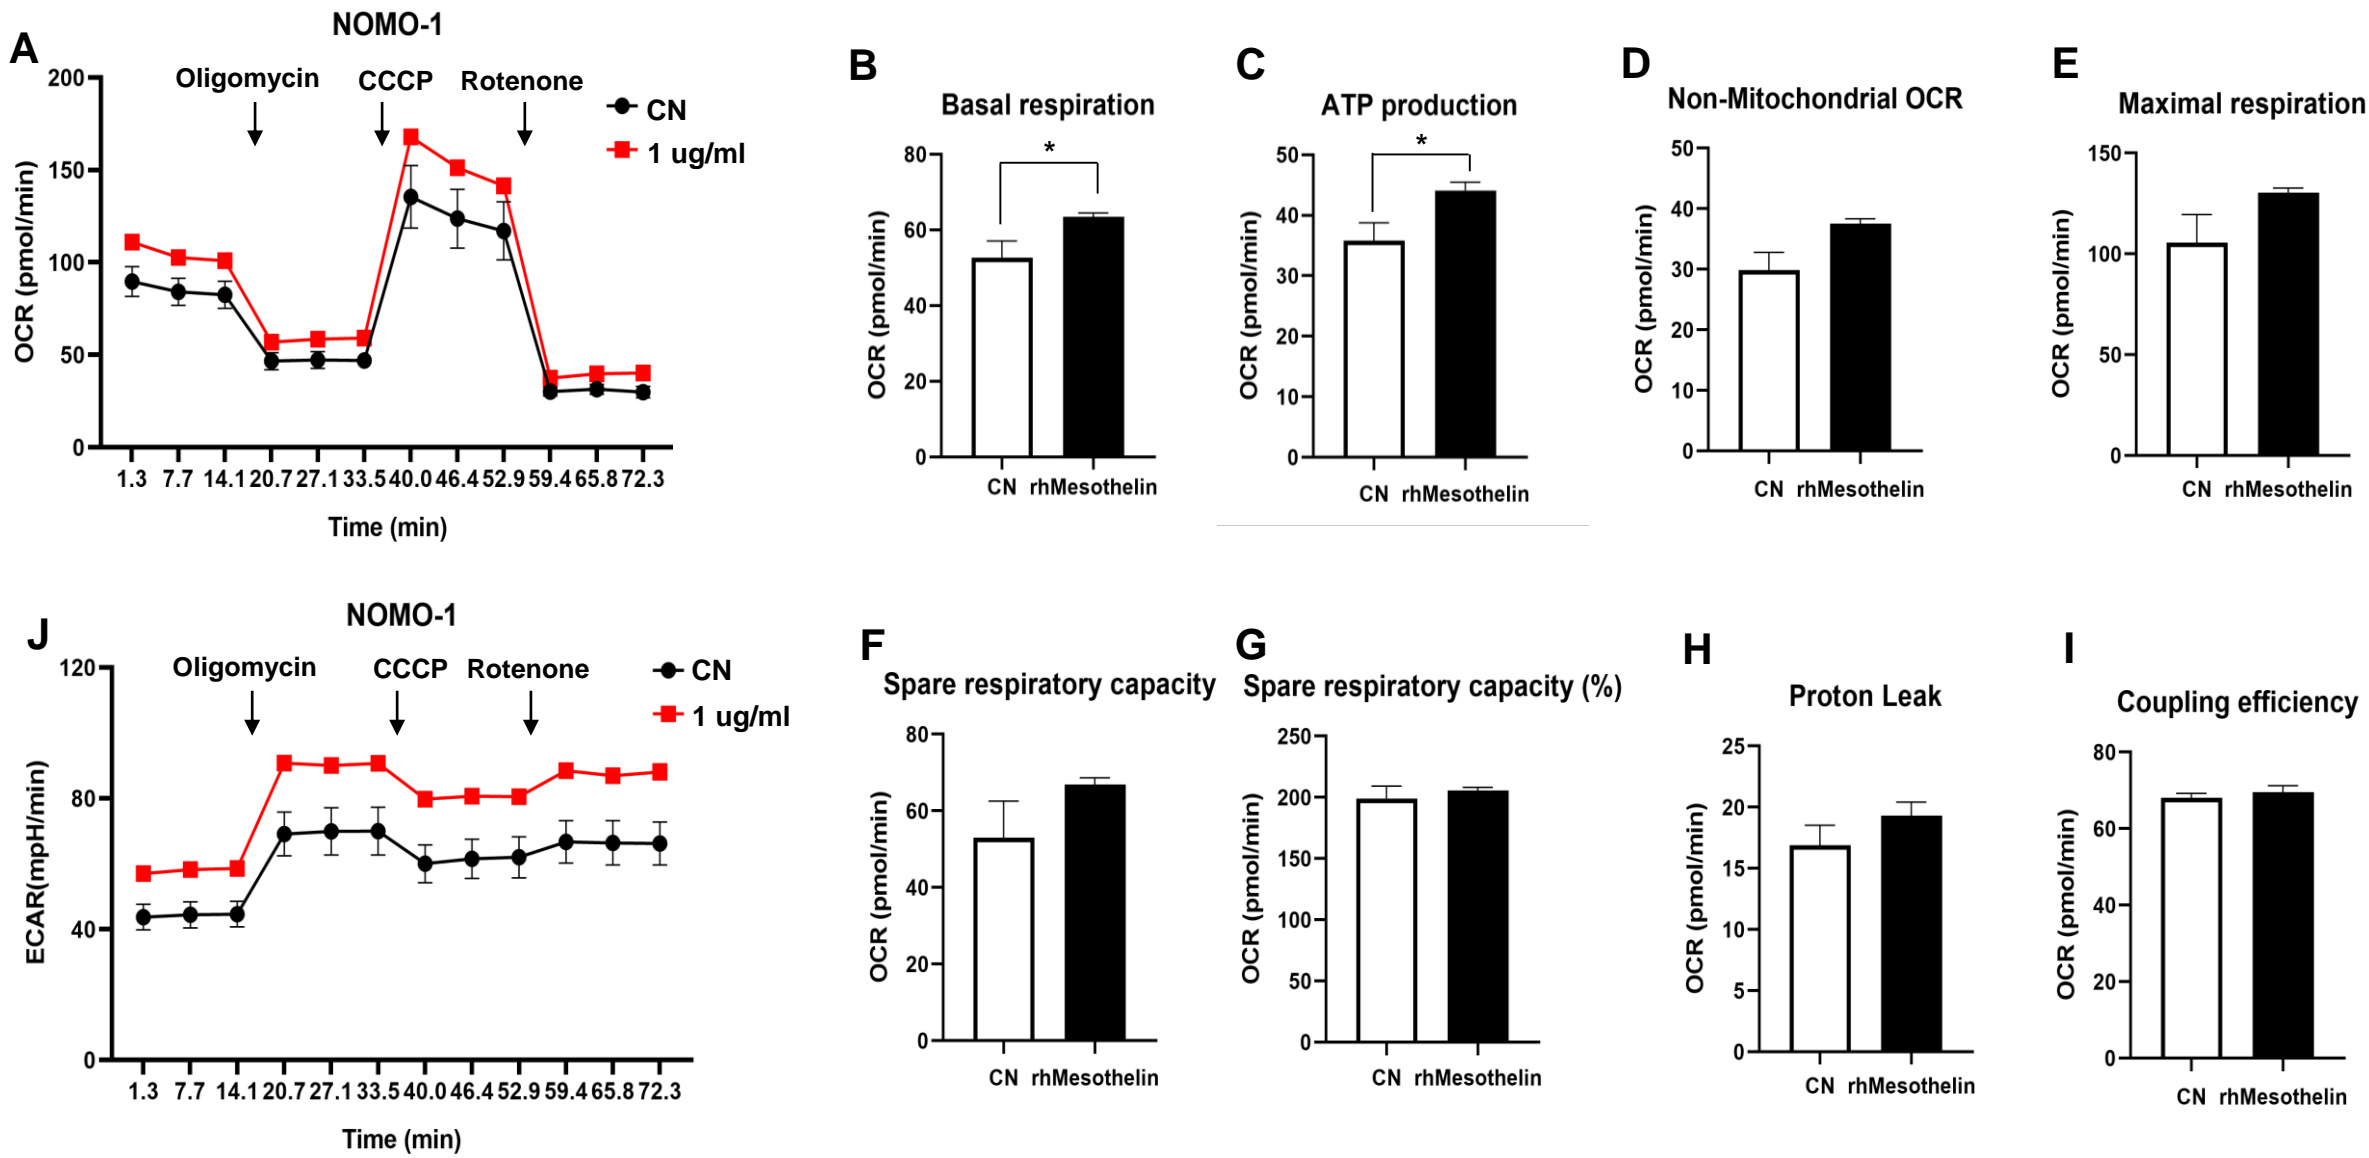 A
NOMO-1
Oligomycin
CCCP
Rotenone
CN
1 ug/ml
OCR (pmol/min)
200
150
100
50
0
1.3 7.7 14.1 20.7 27.1 33.5 40.0 46.4 52.9 59.4 65.8 72.3
Time (min)
B
Basal respiration
*
OCR (pmol/min)
80
60
40
20
0
CN rhMesothelin
C
ATP production
*
OCR (pmol/min)
50
40
30
20
10
0
CN rhMesothelin
D
Non-Mitochondrial OCR
OCR (pmol/min)
50
40
30
20
10
0
CN rhMesothelin
E
Maximal respiration
OCR (pmol/min)
150
100
50
0
CN rhMesothelin
J
NOMO-1
Oligomycin
CCCP
Rotenone
CN
1 ug/ml
ECAR(mpH/min)
120
80
40
0
1.3 7.7 14.1 20.7 27.1 33.5 40.0 46.4 52.9 59.4 65.8 72.3
Time (min)
F
Spare respiratory capacity
OCR (pmol/min)
80
60
40
20
0
CN rhMesothelin
G
Spare respiratory capacity (%)
OCR (pmol/min)
250
200
150
100
50
0
CN rhMesothelin
H
Proton Leak
OCR (pmol/min)
25
20
15
10
5
0
CN rhMesothelin
I
Coupling efficiency
OCR (pmol/min)
80
60
40
20
0
CN rhMesothelin